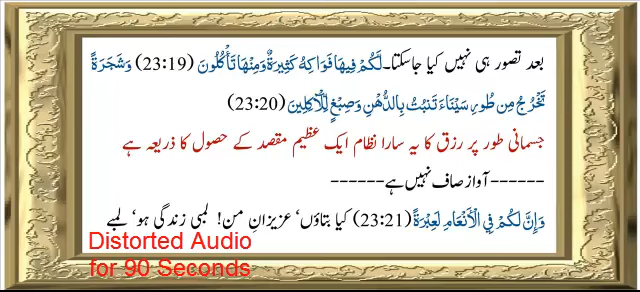 بعد تصور ہی نہیں کیا جاسکتا۔ لَكُمْ فِيهَا فَوَاكِهُ كَثِيرَةٌ وَمِنْهَا تَأْكُلُونَ (23:19) وَشَجَرَةً
تَخْرُجُ مِن طُورِ سَيْنَاءَ تَنبُتُ بِالدُّهْنِ وَصِبْغٍ لِّلْآكِلِينَ (23:20)
جسمانی طور پر رزق کا یہ سارا نظام ایک عظیم مقصد کے حصول کا ذریعہ ہے
------آواز صاف نہیں ہے------
وَإِنَّ لَكُمْ فِي الْأَنْعَامِ لَعِبْرَةً (23:21) کیا بتاؤں‘ عزیزانِ من! لمبی زندگی ہو‘ لمبے
Distorted Audio
for 90 Seconds